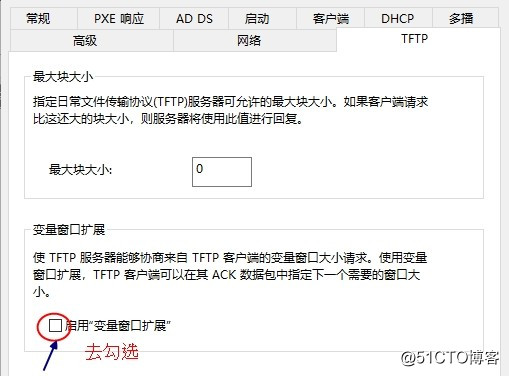 常规 PXE 响应 AD DS 启动 客户端 DHCP 多播
高级 网络 TFTP
最大块大小
指定日常文件传输协议(TFTP)服务器可允许的最大块大小。如果客户端请求
比这还大的块大小，则服务器将使用此值进行回复。
最大块大小: 0
变量窗口扩展
使 TFTP 服务器能够协商来自 TFTP 客户端的变量窗口大小请求。使用变量
窗口扩展，TFTP 客户端可以在其 ACK 数据包中指定下一个需要的窗口大
小。
启用"变量窗口扩展"
去勾选
@51CTO博客